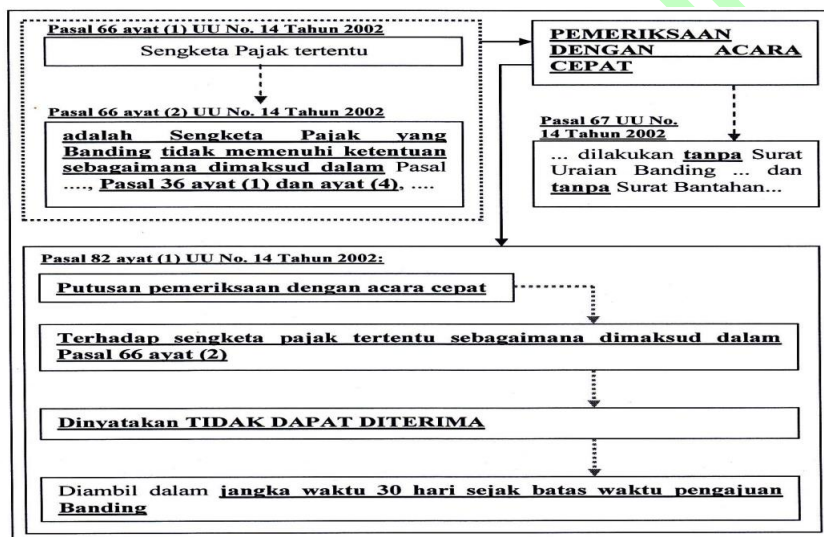 Pasal 66 ayat (1) UU No. 14 Tahun 2002
Sengketa Pajak tertentu
Pasal 66 ayat (2) UU No. 14 Tahun 2002
adalah Sengketa Pajak yang
Banding tidak memenuhi ketentuan
sebagaimana dimaksud dalam Pasal
...., Pasal 36 ayat (1) dan ayat (4), ....
PEMERIKSAAN
DENGAN ACARA
CEPAT
Pasal 67 UU No.
14 Tahun 2002
... dilakukan tanpa Surat
Uraian Banding ... dan
tanpa Surat Bantahan...
Pasal 82 ayat (1) UU No. 14 Tahun 2002:
Putusan pemeriksaan dengan acara cepat
Terhadap sengketa pajak tertentu sebagaimana dimaksud dalam
Pasal 66 ayat (2)
Dinyatakan TIDAK DAPAT DITERIMA
Diambil dalam jangka waktu 30 hari sejak batas waktu pengajuan
Banding